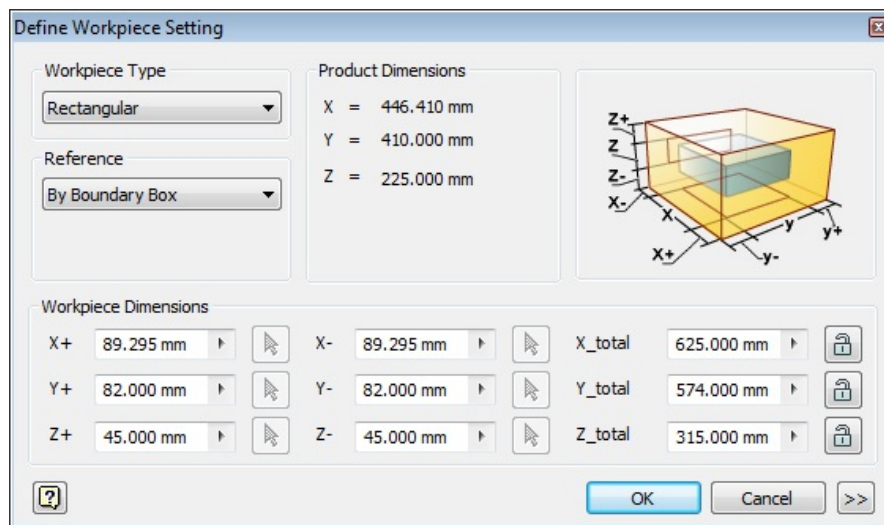 Define Workpiece Setting
Workpiece Type
Rectangular
Reference
By Boundary Box
Product Dimensions
X = 446.410 mm
Y = 410.000 mm
Z = 225.000 mm
Z+
Z
Z-
X-
X
X+
y-
y
y+
Workpiece Dimensions
X+ 89.295 mm X- 89.295 mm X_total 625.000 mm
Y+ 82.000 mm Y- 82.000 mm Y_total 574.000 mm
Z+ 45.000 mm Z- 45.000 mm Z_total 315.000 mm
? OK Cancel >>